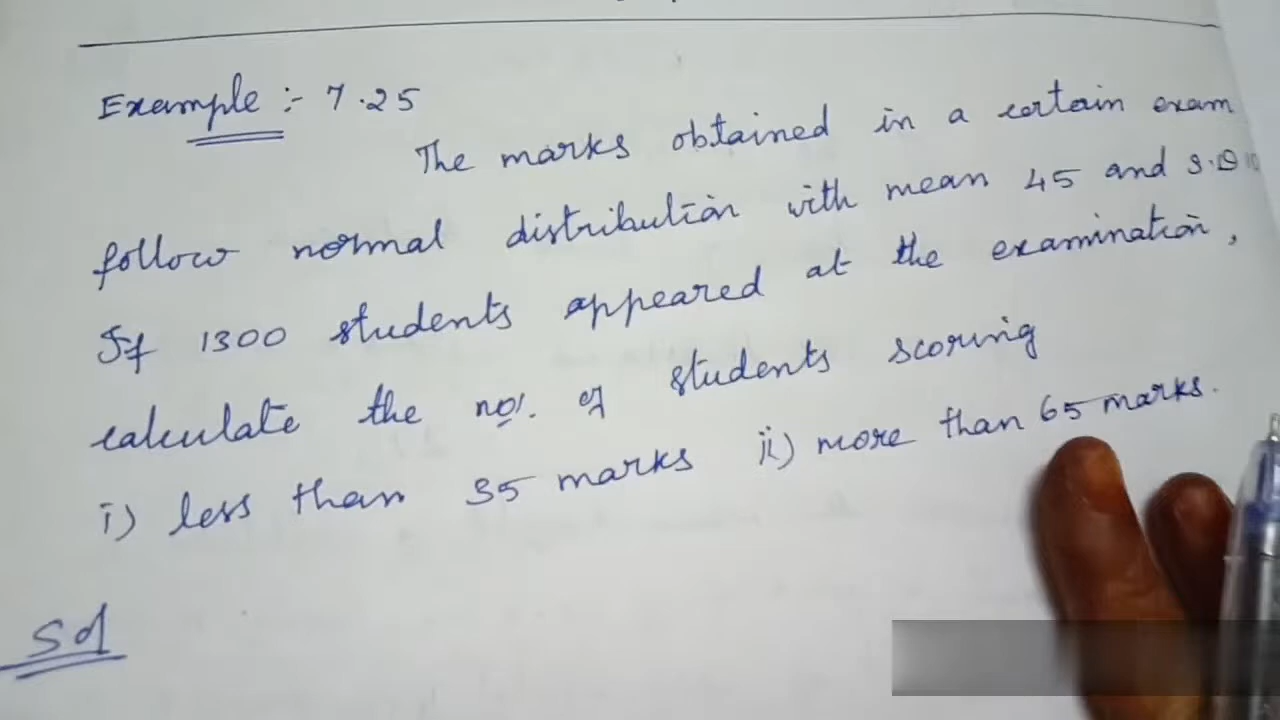 Example :- 7.25
The marks obtained in a certain exam
follow normal distribution with mean 45 and S.D 10
If 1300 students appeared at the examination,
calculate the no/. of students scoring
i) less than 35 marks ii) more than 65 marks.
Sol